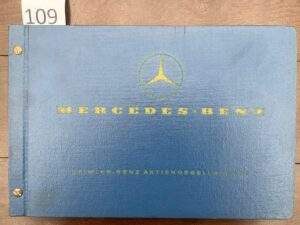 109
MERCEDES-BENZ
DAIMLER-BENZ AKTIENGESELLSCHAFT